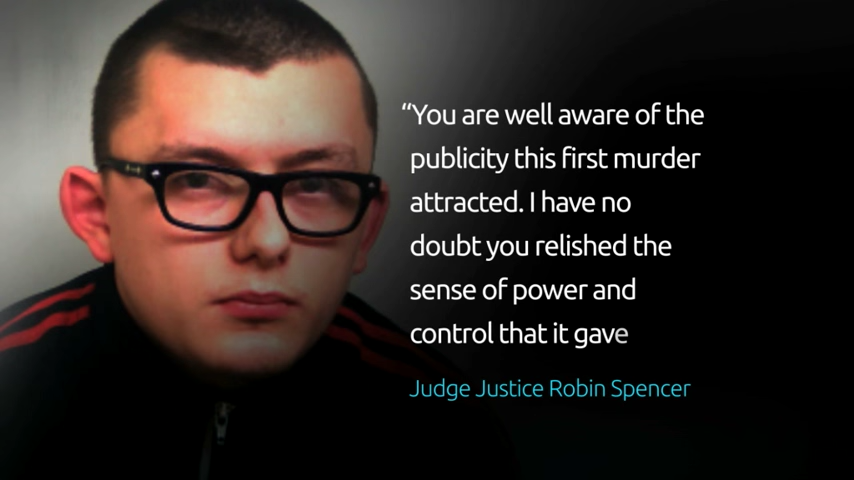 “You are well aware of the
publicity this first murder
attracted. I have no
doubt you relished the
sense of power and
control that it gave
Judge Justice Robin Spencer